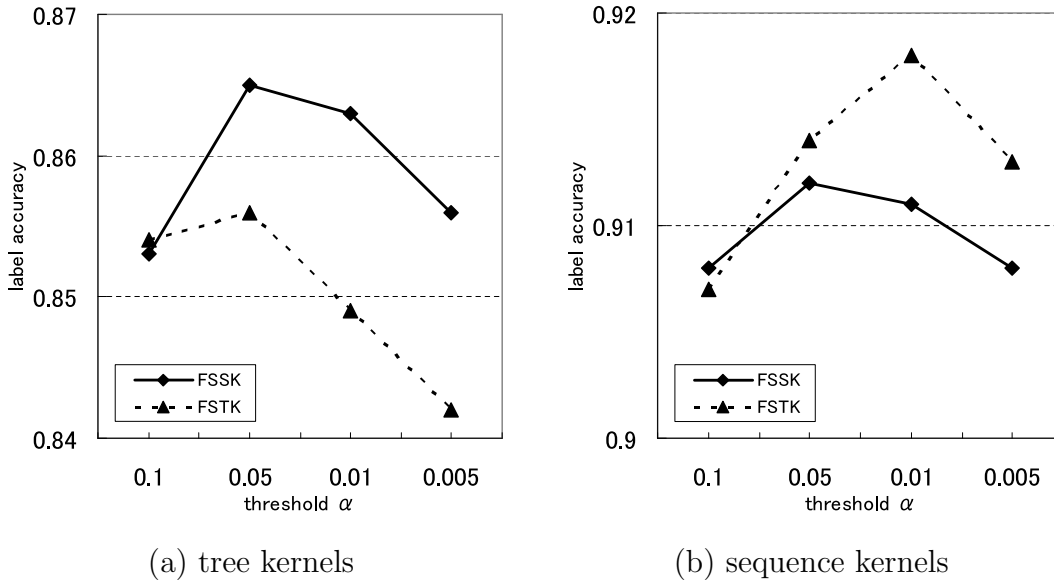 0.87
0.86
0.85
0.84
label accuracy
FSSK
FSTK
0.1 0.05 0.01 0.005
threshold α
(a) tree kernels
0.92
0.91
0.9
label accuracy
FSSK
FSTK
0.1 0.05 0.01 0.005
threshold α
(b) sequence kernels